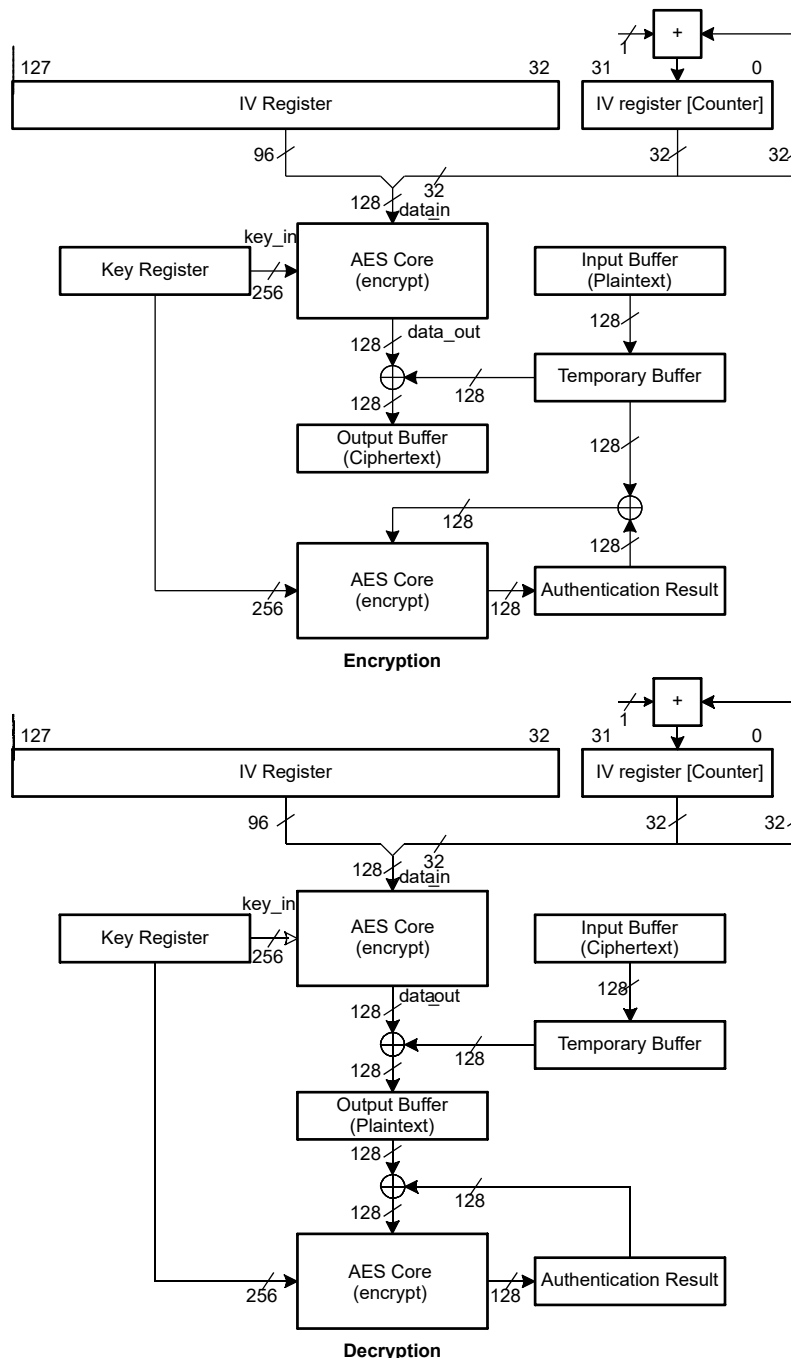 +
1
127
32
31
0
IV Register
IV register [Counter]
96
32
32
32
128
data_in
key_in
Key Register
256
AES Core
(encrypt)
Input Buffer
(Plaintext)
128
data_out
128
Temporary Buffer
128
128
Output Buffer
(Ciphertext)
128
128
128
AES Core
(encrypt)
256
128
Authentication Result
Encryption
+
1
127
32
31
0
IV Register
IV register [Counter]
96
32
32
32
128
data_in
key_in
Key Register
256
AES Core
(encrypt)
Input Buffer
(Ciphertext)
128
data_out
128
Temporary Buffer
128
128
Output Buffer
(Plaintext)
128
128
128
AES Core
(encrypt)
256
128
Authentication Result
Decryption